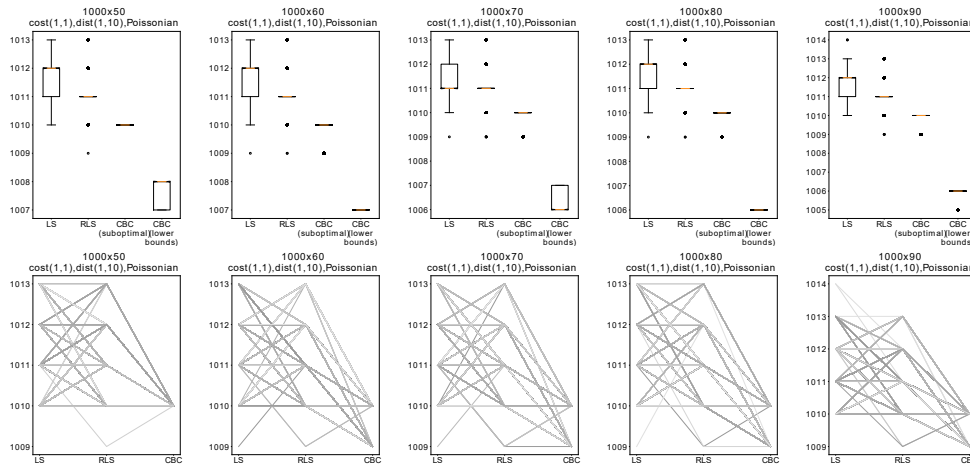 1000x50
cost(1,1),dist(1,10),Poissonian
1013
1012
1011
1010
1009
1008
1007
LS RLS CBC CBC
(suboptimal)(lower
bounds)
1000x60
cost(1,1),dist(1,10),Poissonian
1013
1012
1011
1010
1009
1008
1007
LS RLS CBC CBC
(suboptimal)(lower
bounds)
1000x70
cost(1,1),dist(1,10),Poissonian
1013
1012
1011
1010
1009
1008
1007
1006
LS RLS CBC CBC
(suboptimal)(lower
bounds)
1000x80
cost(1,1),dist(1,10),Poissonian
1013
1012
1011
1010
1009
1008
1007
1006
LS RLS CBC CBC
(suboptimal)(lower
bounds)
1000x90
cost(1,1),dist(1,10),Poissonian
1014
1013
1012
1011
1010
1009
1008
1007
1006
1005
LS RLS CBC CBC
(suboptimal)(lower
bounds)
1000x50
cost(1,1),dist(1,10),Poissonian
1013
1012
1011
1010
1009
LS RLS CBC
1000x60
cost(1,1),dist(1,10),Poissonian
1013
1012
1011
1010
1009
LS RLS CBC
1000x70
cost(1,1),dist(1,10),Poissonian
1013
1012
1011
1010
1009
LS RLS CBC
1000x80
cost(1,1),dist(1,10),Poissonian
1013
1012
1011
1010
1009
LS RLS CBC
1000x90
cost(1,1),dist(1,10),Poissonian
1014
1013
1012
1011
1010
1009
LS RLS CBC